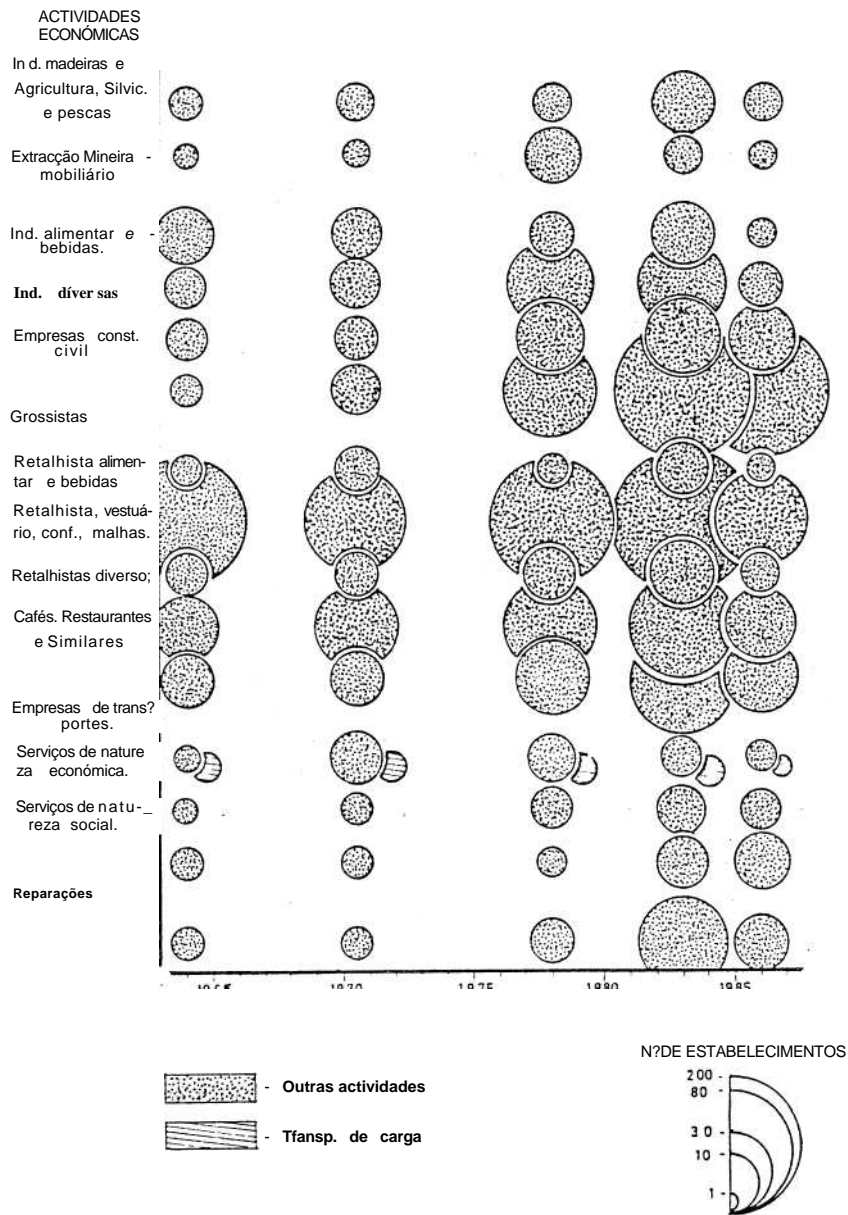 ACTIVIDADES
ECONÓMICAS
In d. madeiras e
Agricultura, Silvic.
e pescas
Extracção Mineira -
mobiliário
Ind. alimentar e -
bebidas.
Ind. díver sas
Empresas const.
civil
Grossistas
Retalhista alimen-
tar e bebidas
Retalhista, vestuá-
rio, conf., malhas.
Retalhistas diverso;
Cafés. Restaurantes
e Similares
Empresas de trans?
portes.
Serviços de nature
za económica.
Serviços de natu-_
reza social.
Reparações
1965 1970 1975 1980 1985
- Outras actividades
- Tfansp. de carga
N?DE ESTABELECIMENTOS
200 -
80 -
30 -
10 -
1 -